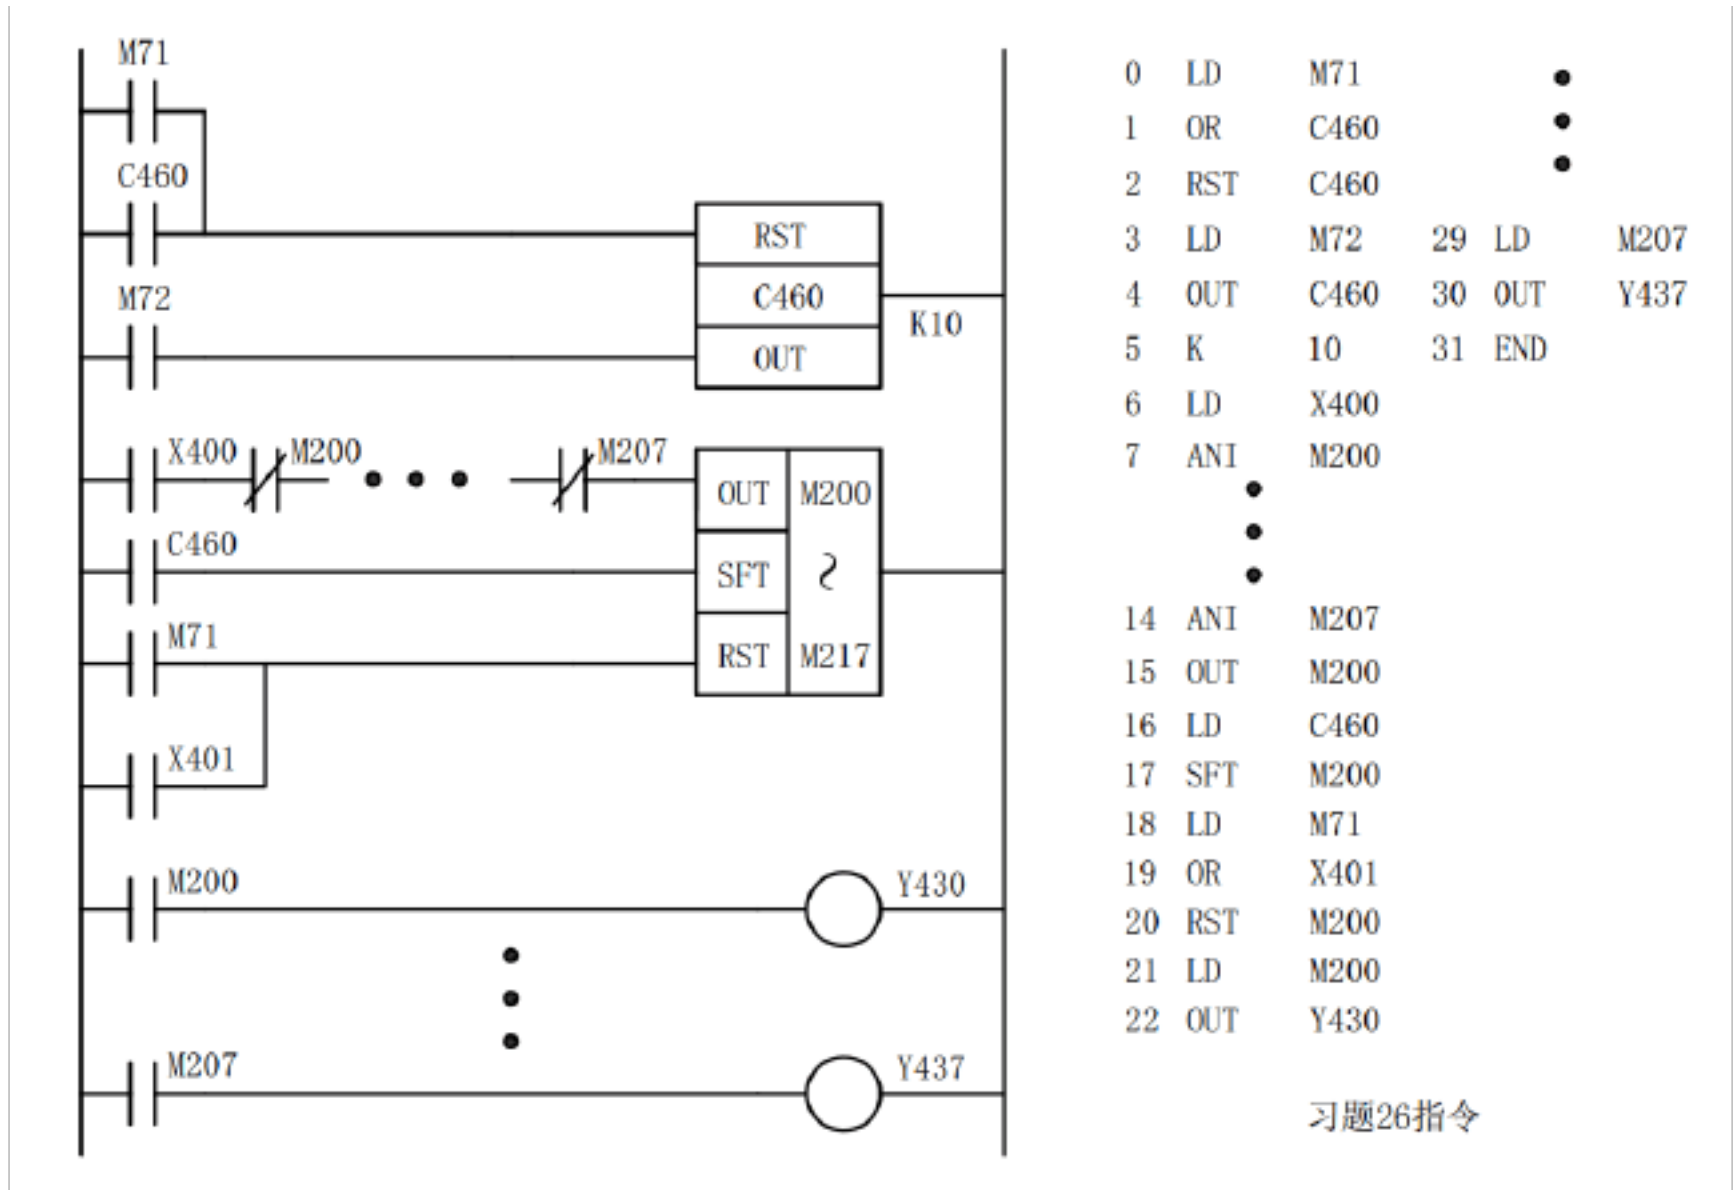 M71
C460
RST
C460
K10
M72
OUT
X400 M200 M207
OUT M200
C460
SFT ~
M71
RST M217
X401
M200 Y430
M207 Y437
0 LD M71
1 OR C460
2 RST C460
3 LD M72 29 LD M207
4 OUT C460 30 OUT Y437
5 K 10 31 END
6 LD X400
7 ANI M200
14 ANI M207
15 OUT M200
16 LD C460
17 SFT M200
18 LD M71
19 OR X401
20 RST M200
21 LD M200
22 OUT Y430
习题26指令